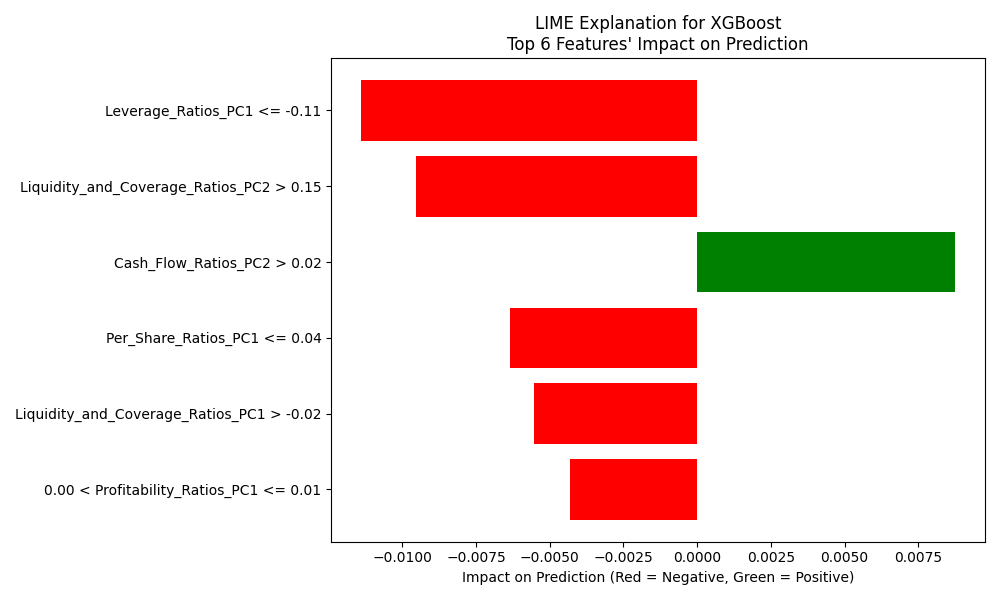 LIME Explanation for XGBoost
Top 6 Features' Impact on Prediction
Leverage_Ratios_PC1 <= -0.11
Liquidity_and_Coverage_Ratios_PC2 > 0.15
Cash_Flow_Ratios_PC2 > 0.02
Per_Share_Ratios_PC1 <= 0.04
Liquidity_and_Coverage_Ratios_PC1 > -0.02
0.00 < Profitability_Ratios_PC1 <= 0.01
−0.0100 −0.0075 −0.0050 −0.0025 0.0000 0.0025 0.0050 0.0075
Impact on Prediction (Red = Negative, Green = Positive)